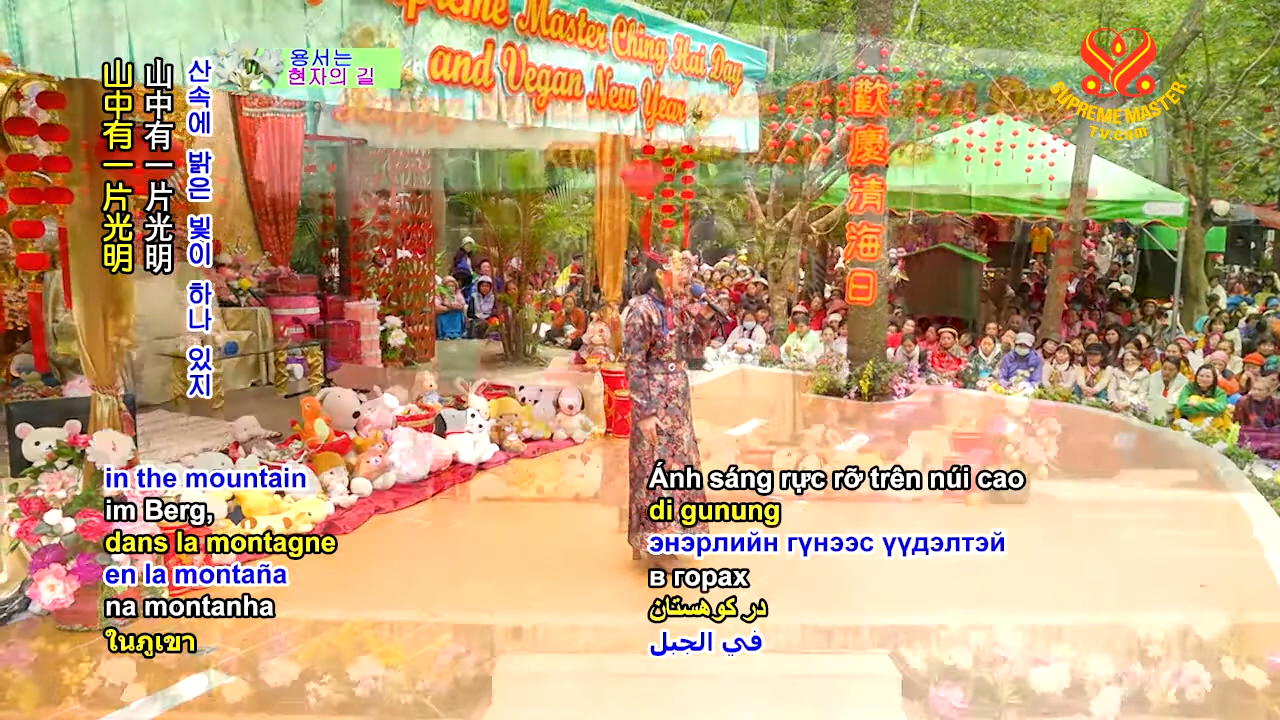 Supreme Master Ching Hai Day
and Vegan New Year
歡慶清海日
SUPREME MASTER
TV.com
용서는
현자의 길
산속에 밝은 빛이 하나 있지
山中有一片光明
山中有一片光明
in the mountain
im Berg,
dans la montagne
en la montaña
na montanha
ในภูเขา
Ánh sáng rực rỡ trên núi cao
di gunung
энэрлийн гүнээс үүдэлтэй
в горах
در کوهستان
في الجبل